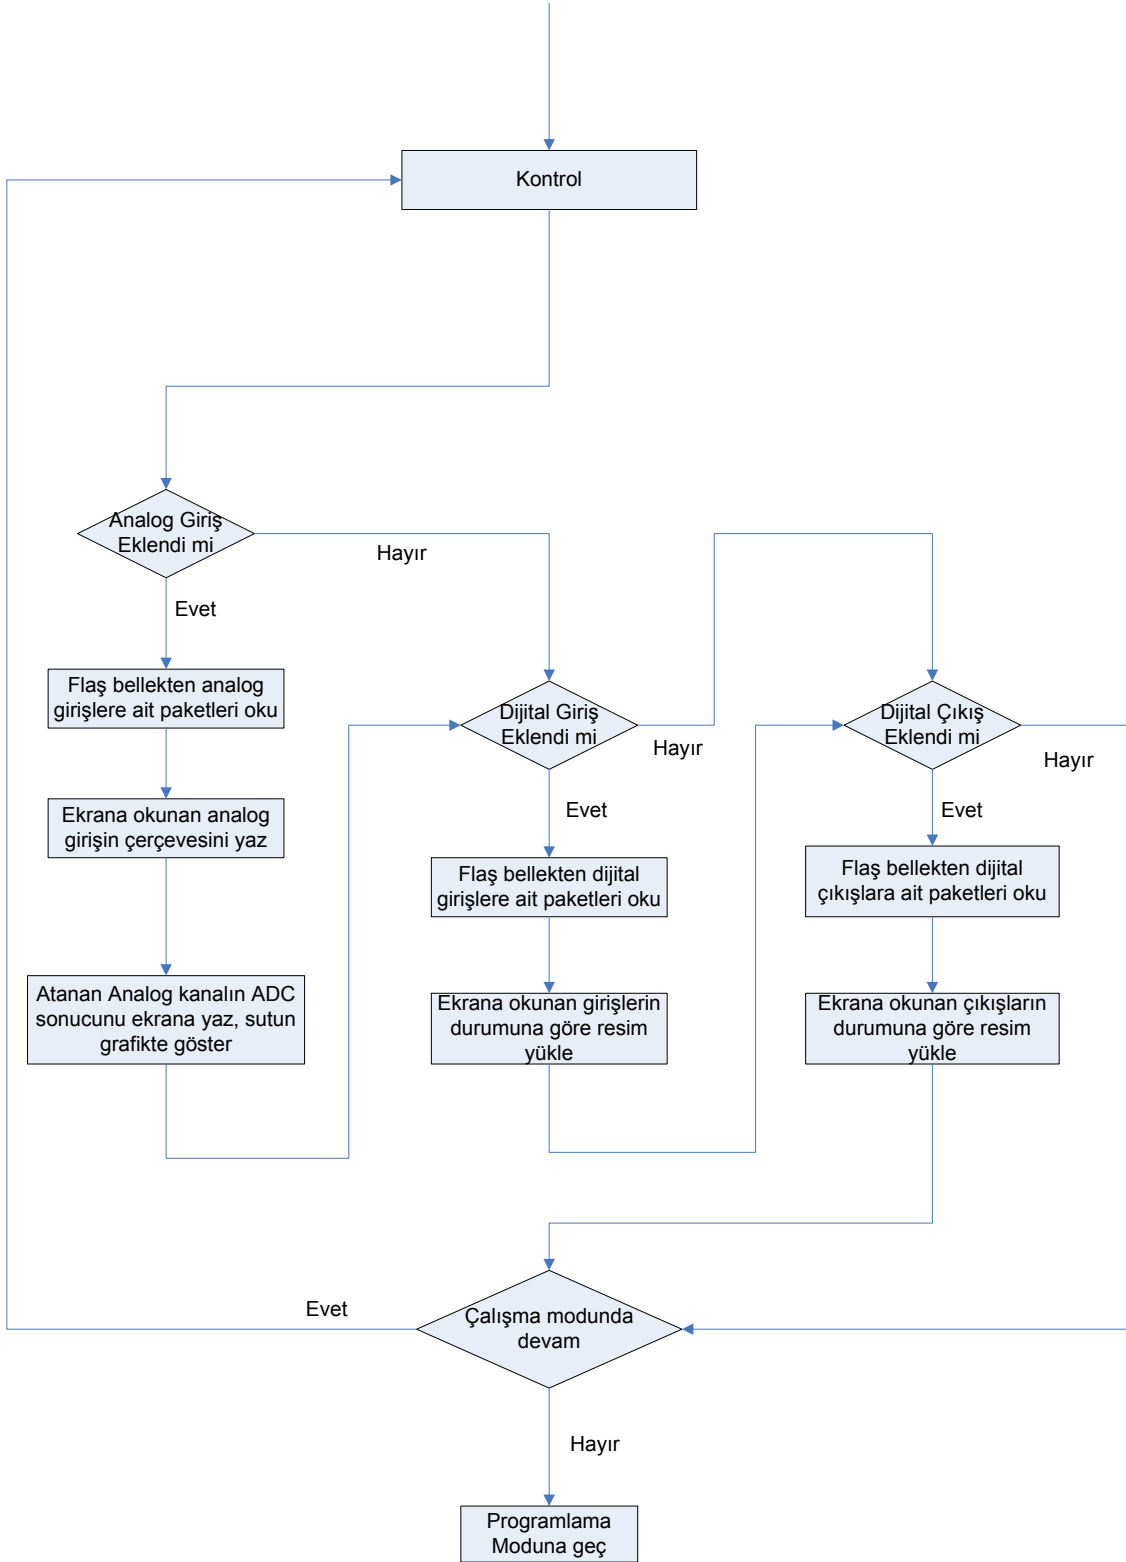 Kontrol
Analog Giriş
Eklendi mi
Hayır
Evet
Flaş bellekten analog
girişlere ait paketleri oku
Ekrana okunan analog
girişin çerçevesini yaz
Atanan Analog kanalın ADC
sonucunu ekrana yaz, sutun
grafikte göster
Dijital Giriş
Eklendi mi
Hayır
Evet
Flaş bellekten dijital
girişlere ait paketleri oku
Ekrana okunan girişlerin
durumuna göre resim
yükle
Dijital Çıkış
Eklendi mi
Hayır
Evet
Flaş bellekten dijital
çıkışlara ait paketleri oku
Ekrana okunan çıkışların
durumuna göre resim
yükle
Evet
Çalışma modunda
devam
Hayır
Programlama
Moduna geç